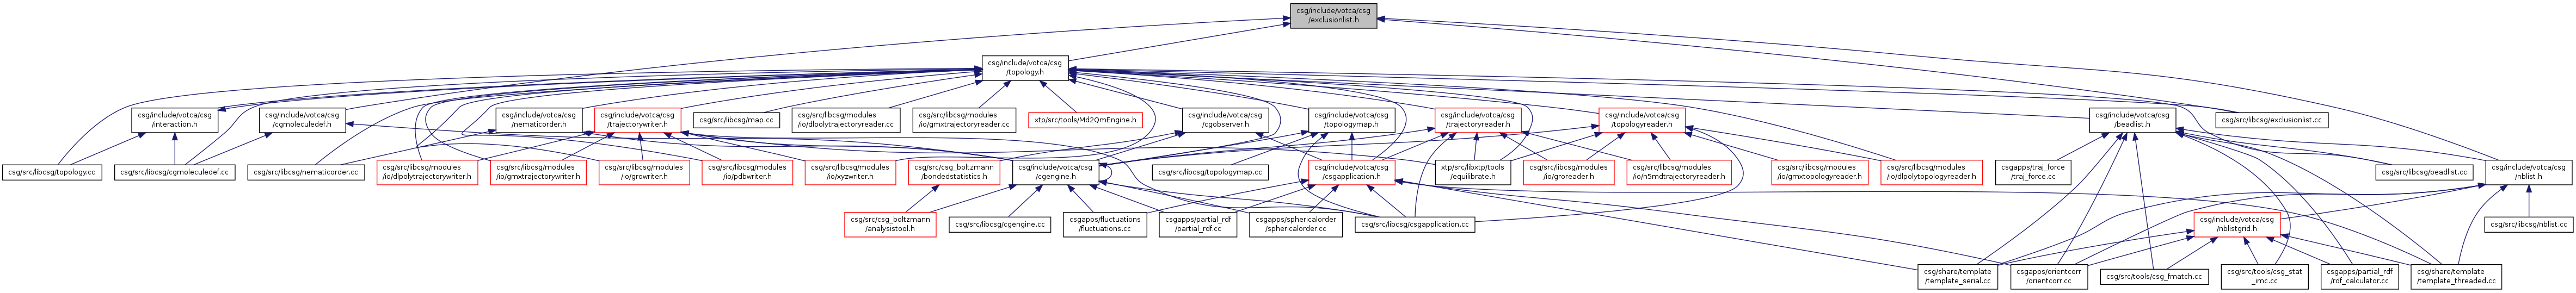 csg/include/votca/csg
/exclusionlist.h
csg/include/votca/csg
/topology.h
csg/include/votca/csg
/interaction.h
csg/include/votca/csg
/cgmoleculedef.h
csg/include/votca/csg
/nematicorder.h
csg/include/votca/csg
/trajectorywriter.h
csg/src/libcsg/map.cc
csg/src/libcsg/modules
/io/dlpolytrajectoryreader.cc
csg/src/libcsg/modules
/io/gmxtrajectoryreader.cc
xtp/src/tools/Md2QmEngine.h
csg/include/votca/csg
/cgobserver.h
csg/include/votca/csg
/topologymap.h
csg/include/votca/csg
/trajectoryreader.h
csg/include/votca/csg
/topologyreader.h
csg/include/votca/csg
/beadlist.h
csg/src/libcsg/exclusionlist.cc
csg/src/libcsg/topology.cc
csg/src/libcsg/cgmoleculedef.cc
csg/src/libcsg/nematicorder.cc
csg/src/libcsg/modules
/io/dlpolytrajectorywriter.h
csg/src/libcsg/modules
/io/gmxtrajectorywriter.h
csg/src/libcsg/modules
/io/growriter.h
csg/src/libcsg/modules
/io/pdbwriter.h
csg/src/libcsg/modules
/io/xyzwriter.h
csg/src/csg_boltzmann
/bondedstatistics.h
csg/include/votca/csg
/cgengine.h
csg/src/libcsg/topologymap.cc
csg/include/votca/csg
/csgapplication.h
xtp/src/libxtp/tools
/equilibrate.h
csg/src/libcsg/modules
/io/groreader.h
csg/src/libcsg/modules
/io/h5mdtrajectoryreader.h
csg/src/libcsg/modules
/io/gmxtopologyreader.h
csg/src/libcsg/modules
/io/dlpolytopologyreader.h
csgapps/traj_force
/traj_force.cc
csg/src/libcsg/beadlist.cc
csg/include/votca/csg
/nblist.h
csg/src/csg_boltzmann
/analysistool.h
csg/src/libcsg/cgengine.cc
csgapps/fluctuations
/fluctuations.cc
csgapps/partial_rdf
/partial_rdf.cc
csgapps/sphericalorder
/sphericalorder.cc
csg/src/libcsg/csgapplication.cc
csg/include/votca/csg
/nblistgrid.h
csg/src/libcsg/nblist.cc
csg/share/template
/template_serial.cc
csgapps/orientcorr
/orientcorr.cc
csg/src/tools/csg_fmatch.cc
csg/src/tools/csg_stat
_imc.cc
csgapps/partial_rdf
/rdf_calculator.cc
csg/share/template
/template_threaded.cc